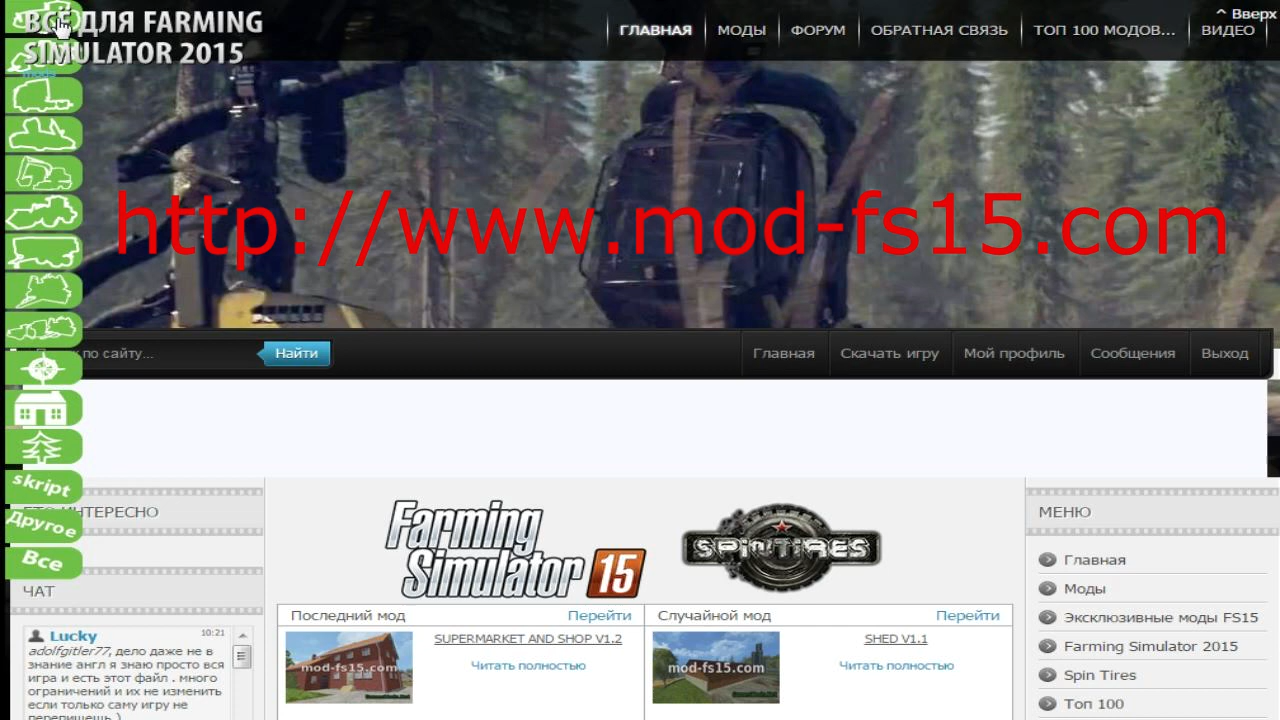 ВСЁ ДЛЯ FARMING
SIMULATOR 2015
mods
ГЛАВНАЯ
МОДЫ
ФОРУМ
ОБРАТНАЯ СВЯЗЬ
ТОП 100 МОДОВ...
ВИДЕО
^ Вверх
http://www.mod-fs15.com
по сайту...
Найти
Главная
Скачать игру
Мой профиль
Сообщения
Выход
skript
Другое
Все
ИНТЕРЕСНО
ЧАТ
Lucky
10:21
adolfgitler77, дело даже не в
знание англ я знаю просто вся
игра и есть этот файл . много
ограничений и их не изменить
если только саму игру не
перепишешь )
Farming
Simulator 15
SPINTIRES
Последний мод
Перейти
SUPERMARKET AND SHOP V1.2
Читать полностью
mod-fs15.com
Случайной мод
Перейти
SHED V1.1
Читать полностью
mod-fs15.com
МЕНЮ
Главная
Моды
Эксклюзивные моды FS15
Farming Simulator 2015
Spin Tires
Топ 100